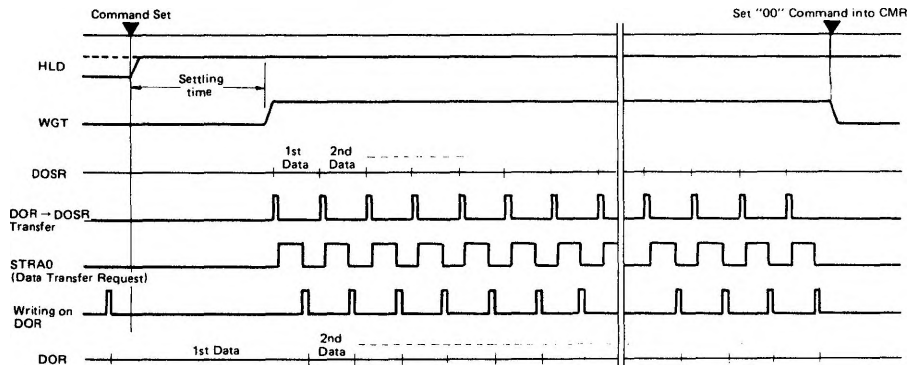 Command Set
Set "00" Command into CMR
HLD
Settling
time
WGT
1st
Data
2nd
Data
DOSR
DOR → DOSR
Transfer
STRA0
(Data Transfer Request)
Writing on
DOR
2nd
Data
1st Data
DOR